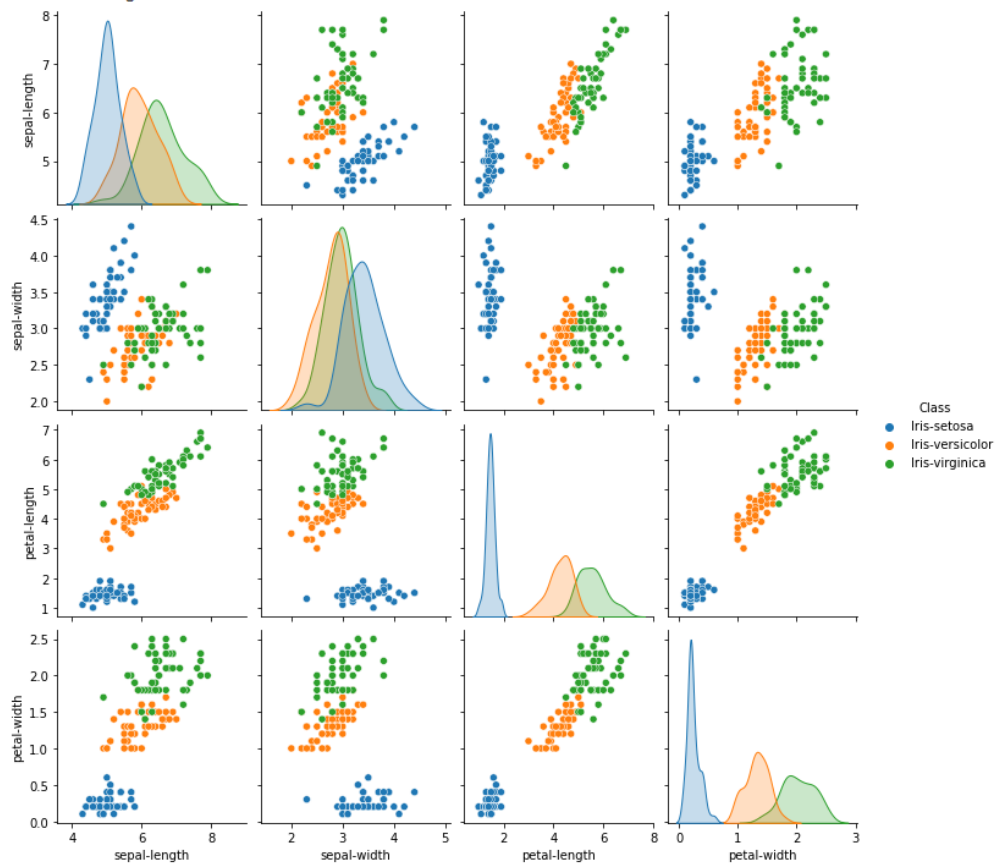 8
7
6
5
sepal-length
4.5
4.0
3.5
3.0
2.5
2.0
sepal-width
Class
Iris-setosa
Iris-versicolor
Iris-virginica
7
6
5
4
3
2
1
petal-length
2.5
2.0
1.5
1.0
0.5
0.0
petal-width
4 6 8
2 3 4 5
2 4 6 8
0 1 2 3
sepal-length sepal-width petal-length petal-width